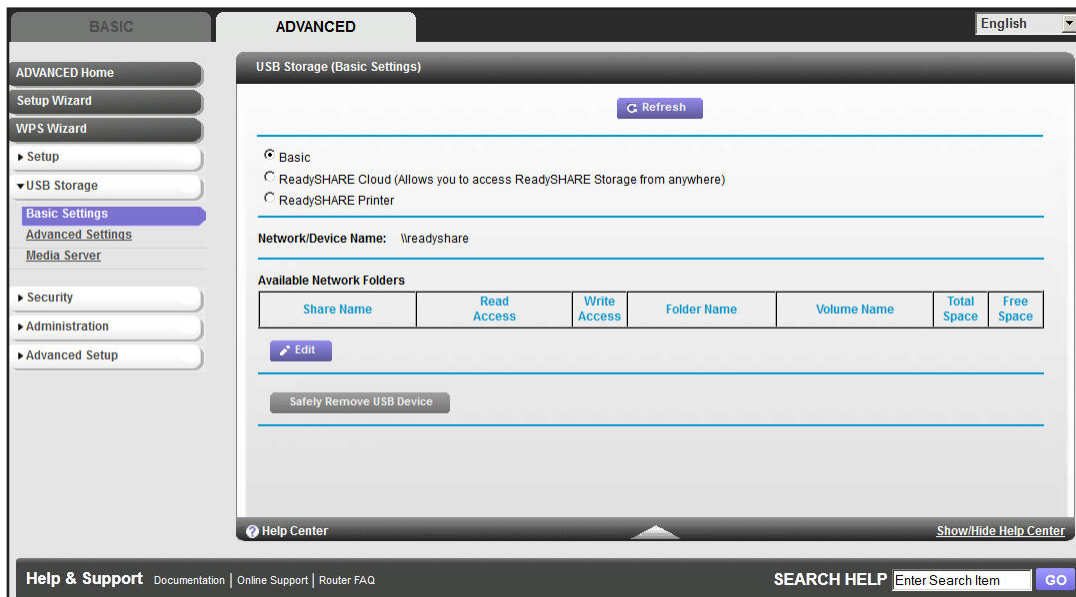 BASIC
ADVANCED
English
ADVANCED Home
Setup Wizard
WPS Wizard
Setup
USB Storage
Basic Settings
Advanced Settings
Media Server
Security
Administration
Advanced Setup
USB Storage (Basic Settings)
Refresh
Basic
ReadySHARE Cloud (Allows you to access ReadySHARE Storage from anywhere)
ReadySHARE Printer
Network/Device Name: \\readyshare
Available Network Folders
Share Name
Read
Access
Write
Access
Folder Name
Volume Name
Total
Space
Free
Space
Edit
Safely Remove USB Device
Help Center
Show/Hide Help Center
Help & Support Documentation | Online Support | Router FAQ
SEARCH HELP Enter Search Item GO